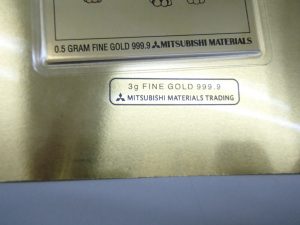 0.5 GRAM FINE GOLD 999.9 MITSUBISHI MATERIALS
3g FINE GOLD 999.9
MITSUBISHI MATERIALS TRADING